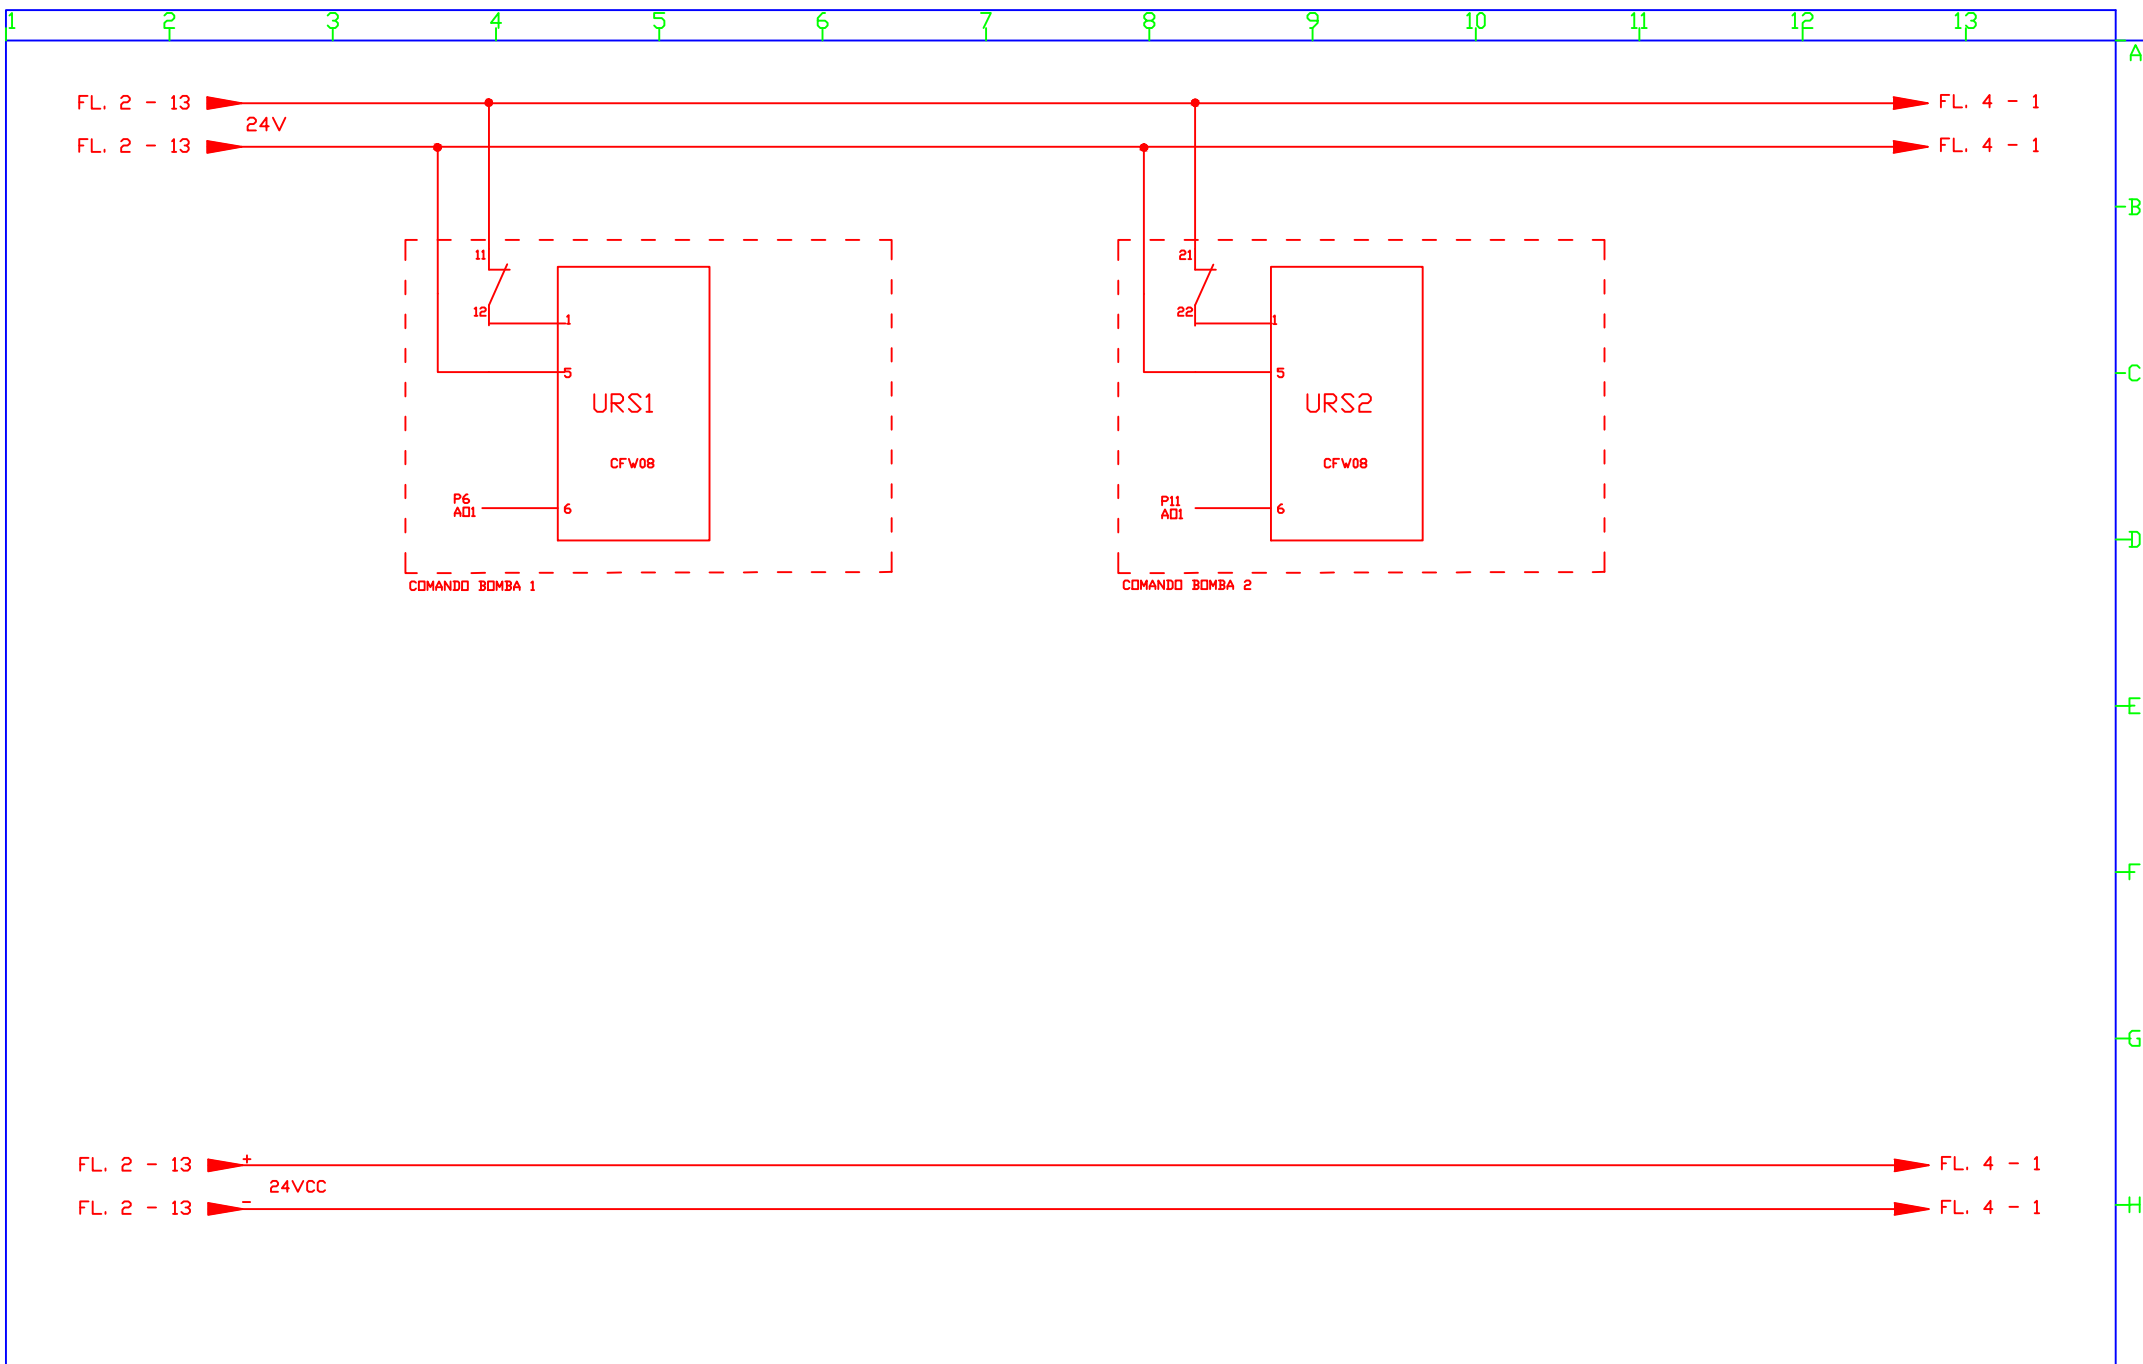 1 2 3 4 5 6 7 8 9 10 11 12 13
A
FL. 2 - 13
FL. 4 - 1
24V
FL. 2 - 13
FL. 4 - 1
B
11
21
12
22
1
1
5
5
C
URS1
URS2
CFW08
CFW08
P6
AO1
6
P11
AO1
6
D
COMANDO BOMBA 1
COMANDO BOMBA 2
E
F
G
FL. 2 - 13
+
FL. 4 - 1
24VCC
FL. 2 - 13
-
FL. 4 - 1
H